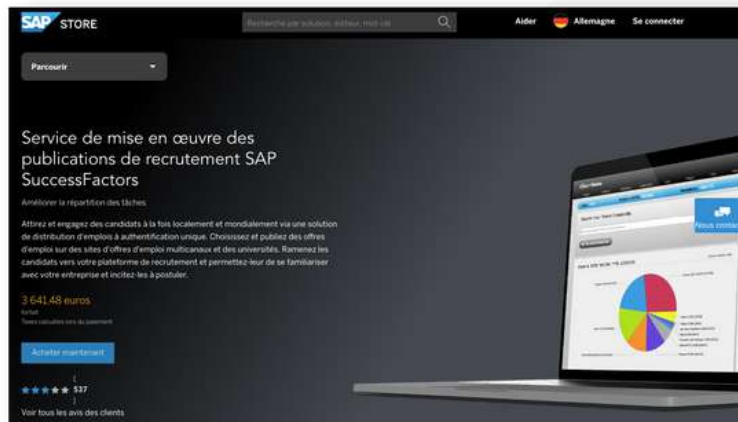 SAP STORE
Recherche par solution, éditeur, mot-clé
Aider
Allemagne
Se connecter
Parcourir
Service de mise en œuvre des
publications de recrutement SAP
SuccessFactors
Améliorer la répartition des tâches
Attirez et engagez des candidats à la fois localement et mondialement via une solution
de distribution d'emplois à authentification unique. Choisissez et publiez des offres
d'emploi sur des sites d'offres d'emploi multicanaux et des universités. Ramenez les
candidats vers votre plateforme de recrutement et permettez-leur de se familiariser
avec votre entreprise et incitez-les à postuler.
Nous contac
3 641,48 euros
forfait
Taxes calculées lors du paiement
Acheter maintenant
(
537
)
Voir tous les avis des clients